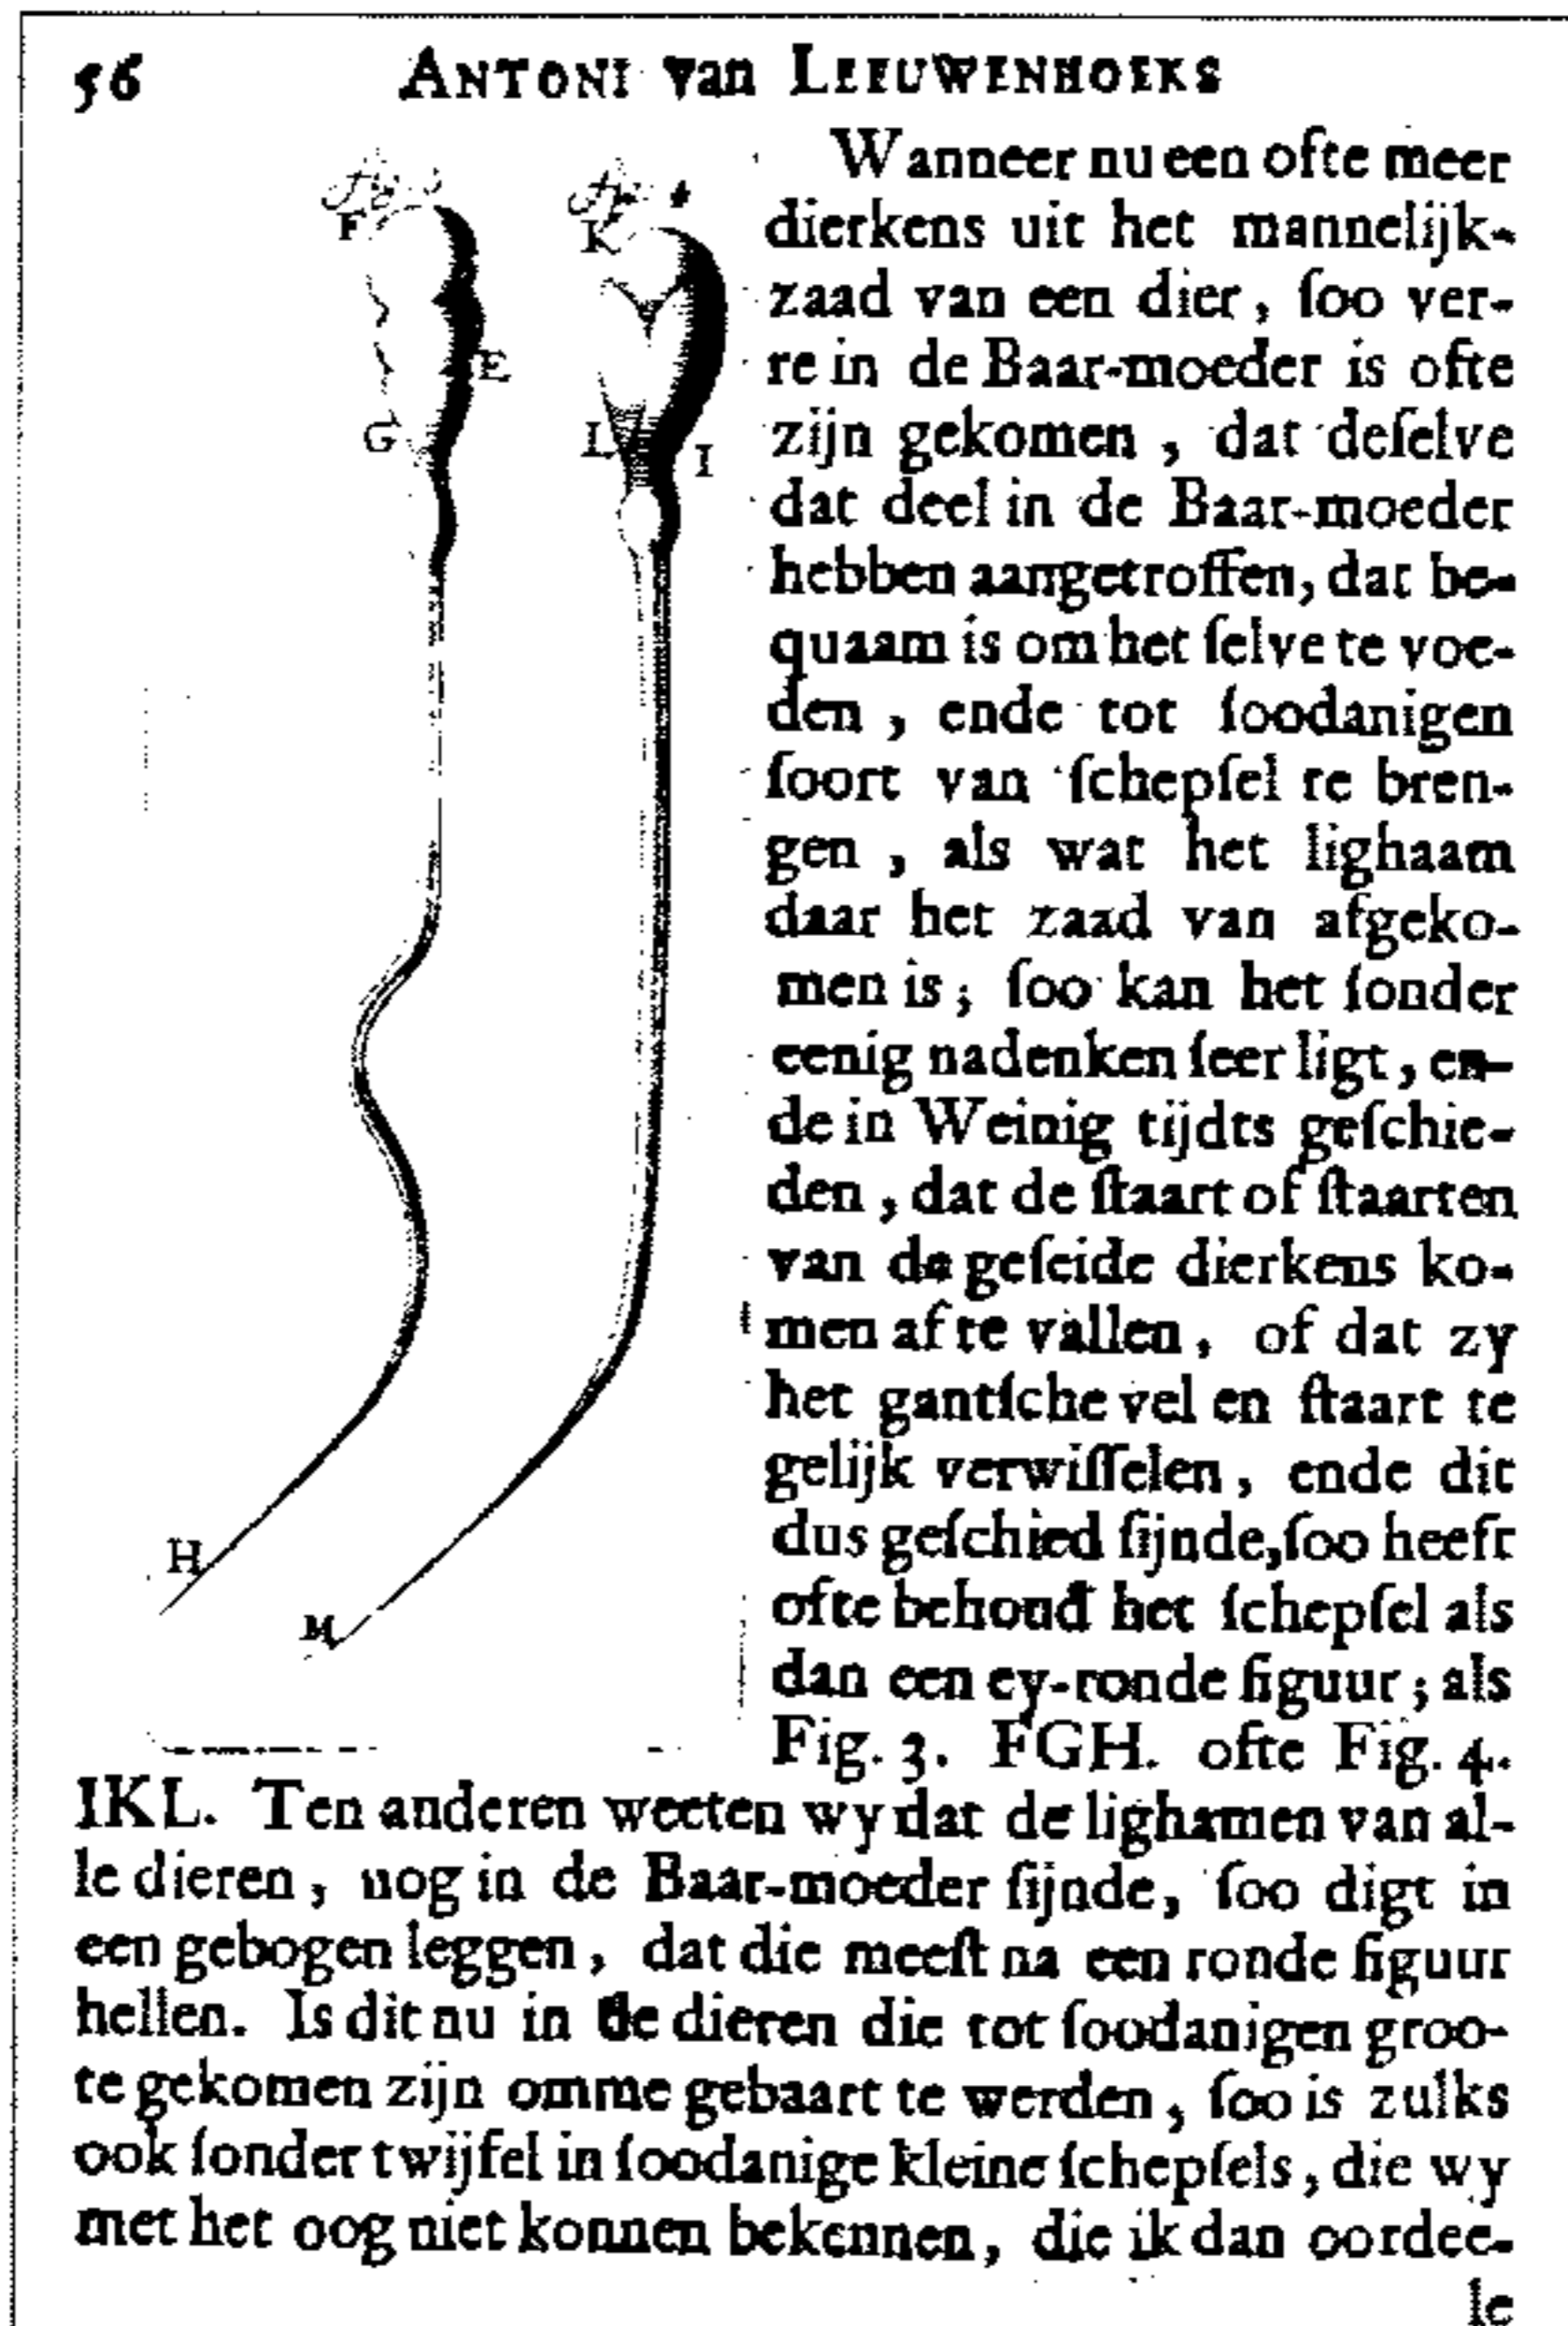 56 ANTONI van LEEUWENHOEKS
Fig. 3
Fig. 4
F
K
E
G
L
I
H
M
Wanneer nu een ofte meer
dierkens uit het mannelijk-
zaad van een dier, ſoo ver-
re in de Baar-moeder is ofte
zijn gekomen, dat deſelve
dat deel in de Baar-moeder
hebben aangetroffen, dat be-
quaam is om het ſelve te voe-
den, ende tot ſoodanigen
ſoort van ſchepſel te bren-
gen, als wat het lighaam
daar het zaad van afgeko-
men is; ſoo kan het ſonder
eenig nadenken ſeer ligt, en-
de in Weinig tijdts geſchie-
den, dat de ſtaart of ſtaarten
van de geſeide dierkens ko-
men af te vallen, of dat zy
het gantſche vel en ſtaart te
gelijk verwiſſelen, ende dit
dus geſchied ſijnde, ſoo heeft
ofte behoud het ſchepſel als
dan een ey-ronde figuur; als
Fig. 3. FGH. ofte Fig. 4.
IKL. Ten anderen weeten wy dat de lighamen van al-
le dieren, nog in de Baar-moeder ſijnde, ſoo digt in
een gebogen leggen, dat die meeſt na een ronde figuur
hellen. Is dit nu in de dieren die tot ſoodanigen groo-
te gekomen zijn omme gebaart te werden, ſoo is zulks
ook ſonder twijfel in ſoodanige kleine ſchepſels, die wy
met het oog niet konnen bekennen, die ik dan oordee-
le